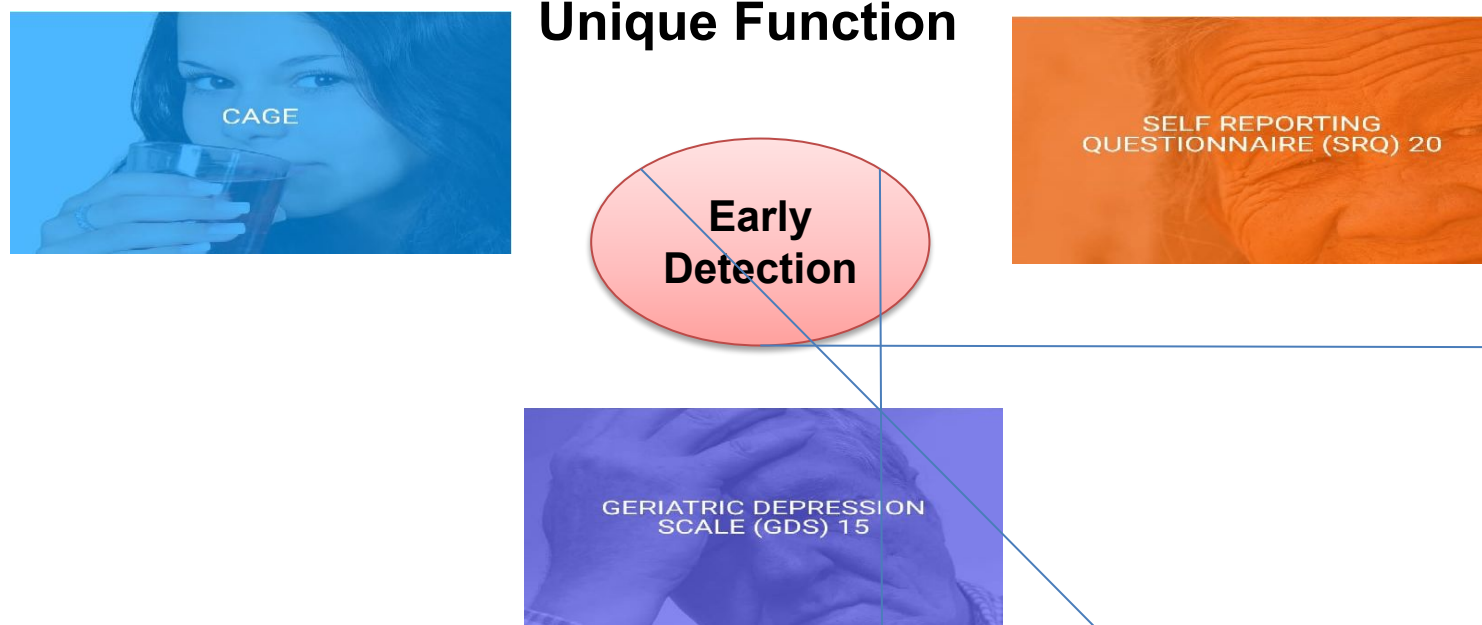 Unique Function
CAGE
SELF REPORTING
QUESTIONNAIRE (SRQ) 20
Early
Detection
GERIATRIC DEPRESSION
SCALE (GDS) 15